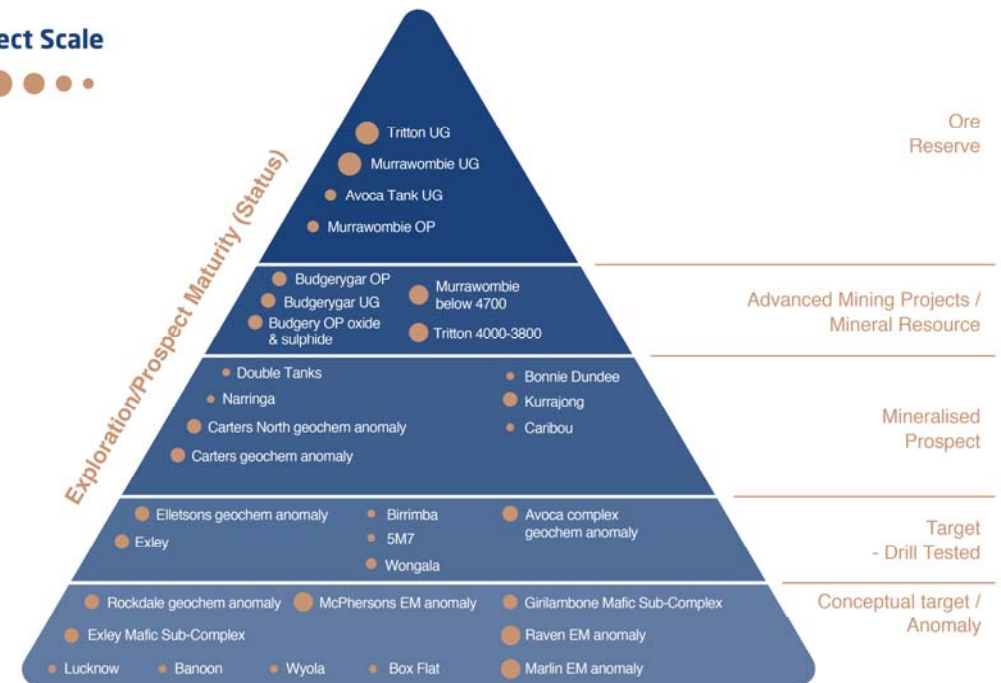 ect Scale
Exploration/Prospect Maturity (Status)
Tritton UG
Murrawombie UG
Avoca Tank UG
Murrawombie OP
Ore
Reserve
Budgerygar OP
Budgerygar UG
Budgery OP oxide
& sulphide
Murrawombie
below 4700
Tritton 4000-3800
Advanced Mining Projects /
Mineral Resource
Double Tanks
Narringa
Carters North geochem anomaly
Carters geochem anomaly
Bonnie Dundee
Kurrajong
Caribou
Mineralised
Prospect
Elletsons geochem anomaly
Exley
Birrimba
5M7
Wongala
Avoca complex
geochem anomaly
Target
- Drill Tested
Rockdale geochem anomaly
McPhersons EM anomaly
Girilambone Mafic Sub-Complex
Exley Mafic Sub-Complex
Raven EM anomaly
Lucknow
Banoon
Wyola
Box Flat
Marlin EM anomaly
Conceptual target /
Anomaly